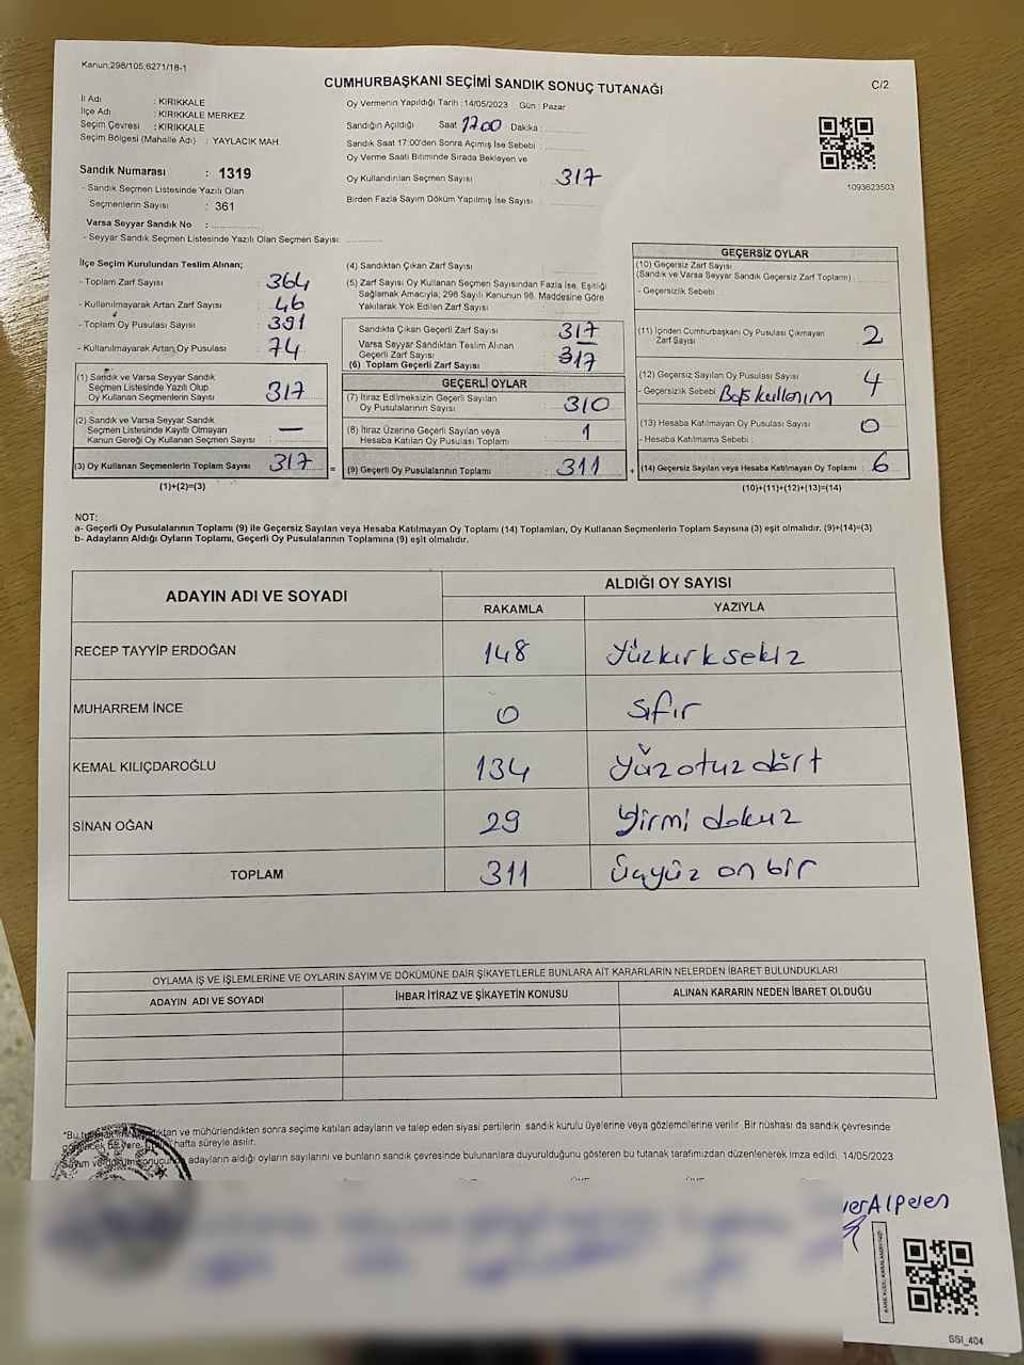 Kanun:298/105,6271/18-1
CUMHURBAŞKANI SEÇİMİ SANDIK SONUÇ TUTANAĞI
C/2
İl Adı : KIRIKKALE
İlçe Adı : KIRIKKALE MERKEZ
Seçim Çevresi : KIRIKKALE
Seçim Bölgesi (Mahalle Adı) : YAYLACIK MAH.
Sandık Numarası : 1319
- Sandık Seçmen Listesinde Yazılı Olan
Seçmenlerin Sayısı : 361
Varsa Seyyar Sandık No :
- Seyyar Sandık Seçmen Listesinde Yazılı Olan Seçmen Sayısı:
Oy Vermenin Yapıldığı Tarih :14/05/2023 Gün : Pazar
Sandığın Açıldığı Saat 1700 Dakika :
Sandık Saat 17:00'den Sonra Açılmış İse Sebebi :
Oy Verme Saati Bitiminde Sırada Bekleyen ve
Oy Kullandırılan Seçmen Sayısı 317
Birden Fazla Sayım Döküm Yapılmış İse Sayısı :
1093623503
İlçe Seçim Kurulundan Teslim Alınan;
- Toplam Zarf Sayısı : 364
- Kullanılmayarak Artan Zarf Sayısı : 46
- Toplam Oy Pusulası Sayısı : 391
- Kullanılmayarak Artan Oy Pusulası : 74
(1) Sandık ve Varsa Seyyar Sandık
Seçmen Listesinde Yazılı Olup
Oy Kullanan Seçmenlerin Sayısı : 317
(2) Sandık ve Varsa Seyyar Sandık
Seçmen Listesinde Kayıtlı Olmayan
Kanun Gereği Oy Kullanan Seçmen Sayısı : —
(3) Oy Kullanan Seçmenlerin Toplam Sayısı : 317
(1)+(2)=(3)
(4) Sandıktan Çıkan Zarf Sayısı :
(5) Zarf Sayısı Oy Kullanan Seçmen Sayısından Fazla İse, Eşitliği
Sağlamak Amacıyla, 298 Sayılı Kanunun 98. Maddesine Göre
Yakılarak Yok Edilen Zarf Sayısı :
Sandıkta Çıkan Geçerli Zarf Sayısı : 317
Varsa Seyyar Sandıktan Teslim Alınan
Geçerli Zarf Sayısı : —
(6) Toplam Geçerli Zarf Sayısı : 317
GEÇERLİ OYLAR
(7) İtiraz Edilmeksizin Geçerli Sayılan
Oy Pusulalarının Sayısı : 310
(8) İtiraz Üzerine Geçerli Sayılan veya
Hesaba Katılan Oy Pusulası Toplamı : 1
= (9) Geçerli Oy Pusulalarının Toplamı : 311
GEÇERSİZ OYLAR
(10) Geçersiz Zarf Sayısı
(Sandık ve Varsa Seyyar Sandık Geçersiz Zarf Toplamı) :
- Geçersizlik Sebebi :
(11) İçinden Cumhurbaşkanı Oy Pusulası Çıkmayan
Zarf Sayısı : 2
(12) Geçersiz Sayılan Oy Pusulası Sayısı : 4
- Geçersizlik Sebebi : Boş kullanım
(13) Hesaba Katılmayan Oy Pusulası Sayısı : 0
- Hesaba Katılmama Sebebi :
+ (14) Geçersiz Sayılan veya Hesaba Katılmayan Oy Toplamı : 6
(10)+(11)+(12)+(13)=(14)
NOT:
a- Geçerli Oy Pusulalarının Toplamı (9) ile Geçersiz Sayılan veya Hesaba Katılmayan Oy Toplamı (14) Toplamları, Oy Kullanan Seçmenlerin Toplam Sayısına (3) eşit olmalıdır. (9)+(14)=(3)
b- Adayların Aldığı Oyların Toplamı, Geçerli Oy Pusulalarının Toplamına (9) eşit olmalıdır.
ADAYIN ADI VE SOYADI
ALDIĞI OY SAYISI
RAKAMLA YAZIYLA
RECEP TAYYİP ERDOĞAN 148 Yüzkırk sekiz
MUHARREM İNCE 0 sıfır
KEMAL KILIÇDAROĞLU 134 Yüz otuz dört
SİNAN OĞAN 29 Yirmi dokuz
TOPLAM 311 Üçyüz on bir
OYLAMA İŞ VE İŞLEMLERİNE VE OYLARIN SAYIM VE DÖKÜMÜNE DAİR ŞİKAYETLERLE BUNLARA AİT KARARLARIN NELERDEN İBARET BULUNDUKLARI
ADAYIN ADI VE SOYADI İHBAR İTİRAZ VE ŞİKAYETİN KONUSU ALINAN KARARIN NEDEN İBARET OLDUĞU
*Bu ve mühürlendikten sonra seçime katılan adayların ve talep eden siyasi partilerin sandık kurulu üyelerine veya gözlemcilerine verilir. Bir nüshası da sandık çevresinde
hafta süreyle asılır.
Sayım ve adayların aldığı oyların sayılarını ve bunların sandık çevresinde bulunanlara duyurulduğunu gösteren bu tutanak tarafımızdan düzenlenerek imza edildi. 14/05/2023
Alperen
SSI_404